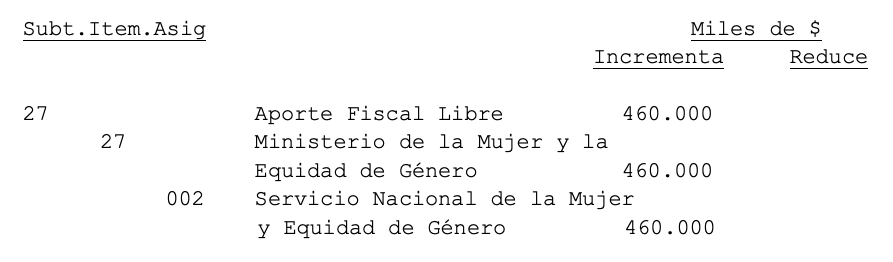 Subt.Item.Asig Miles de $
Incrementa Reduce
27 Aporte Fiscal Libre 460.000
27 Ministerio de la Mujer y la
Equidad de Género 460.000
002 Servicio Nacional de la Mujer
y Equidad de Género 460.000